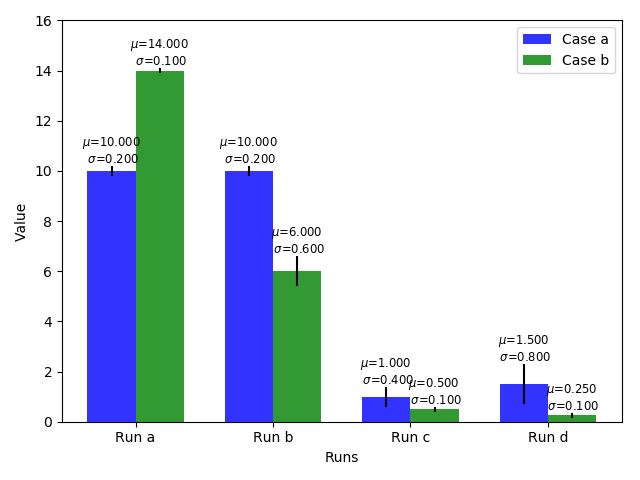 16
14
12
10
8
6
4
2
0
Value
Case a
Case b
μ=10.000
σ=0.200
μ=14.000
σ=0.100
μ=10.000
σ=0.200
μ=6.000
σ=0.600
μ=1.000
σ=0.400
μ=0.500
σ=0.100
μ=1.500
σ=0.800
μ=0.250
σ=0.100
Run a Run b Run c Run d
Runs